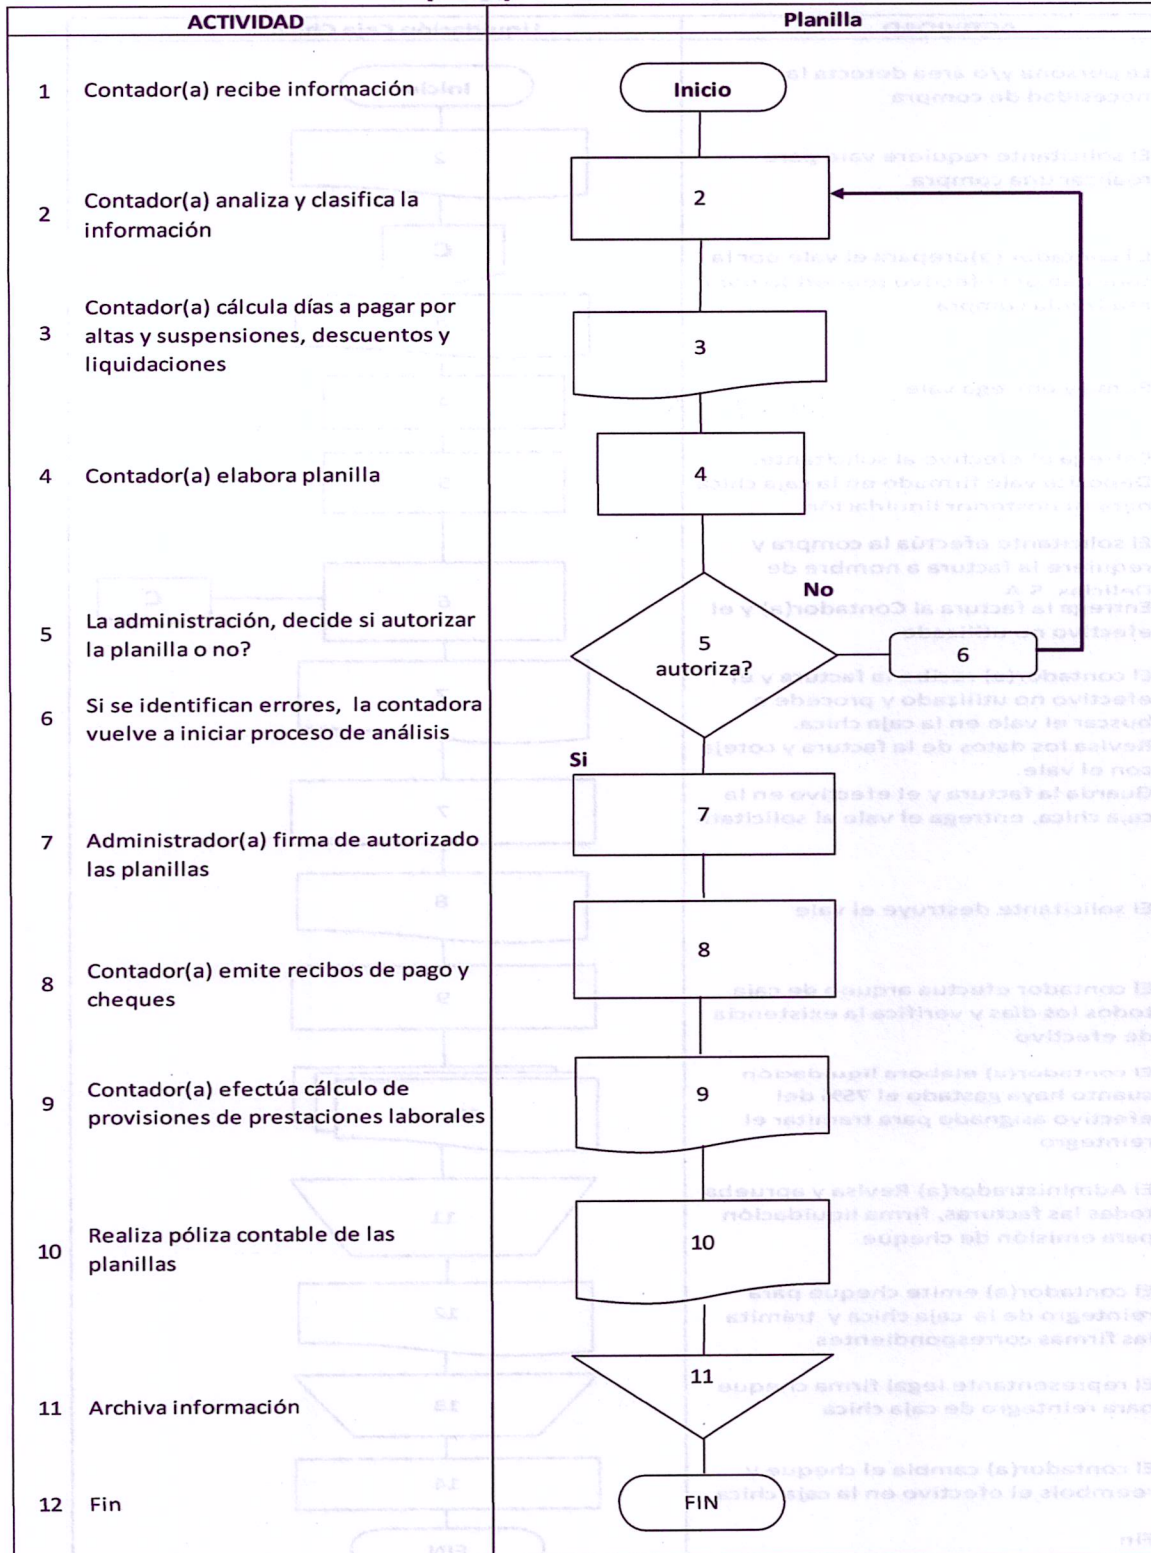 ACTIVIDAD
Planilla
1 Contador(a) recibe información
Inicio
2 Contador(a) analiza y clasifica la
información
2
3 Contador(a) cálcula días a pagar por
altas y suspensiones, descuentos y
liquidaciones
3
4 Contador(a) elabora planilla
4
5 La administración, decide si autorizar
la planilla o no?
5
autoriza?
No
6
6 Si se identifican errores, la contadora
vuelve a iniciar proceso de análisis
Si
7
7 Administrador(a) firma de autorizado
las planillas
8
8 Contador(a) emite recibos de pago y
cheques
9 Contador(a) efectúa cálculo de
provisiones de prestaciones laborales
9
10 Realiza póliza contable de las
planillas
10
11
11 Archiva información
12 Fin
FIN